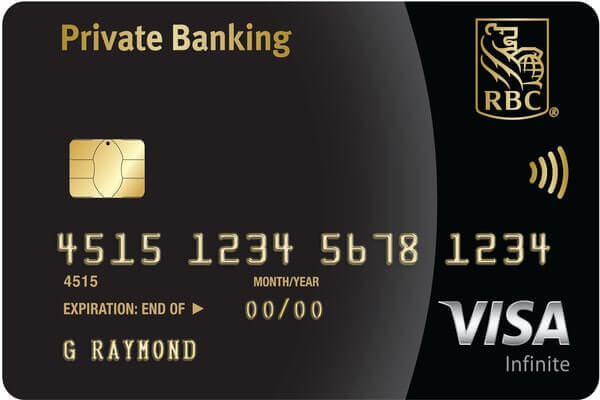 Private Banking
RBC®
4515 1234 5678 1234
4515
MONTH/YEAR
EXPIRATION: END OF ▶ 00/00
G RAYMOND
VISA
Infinite